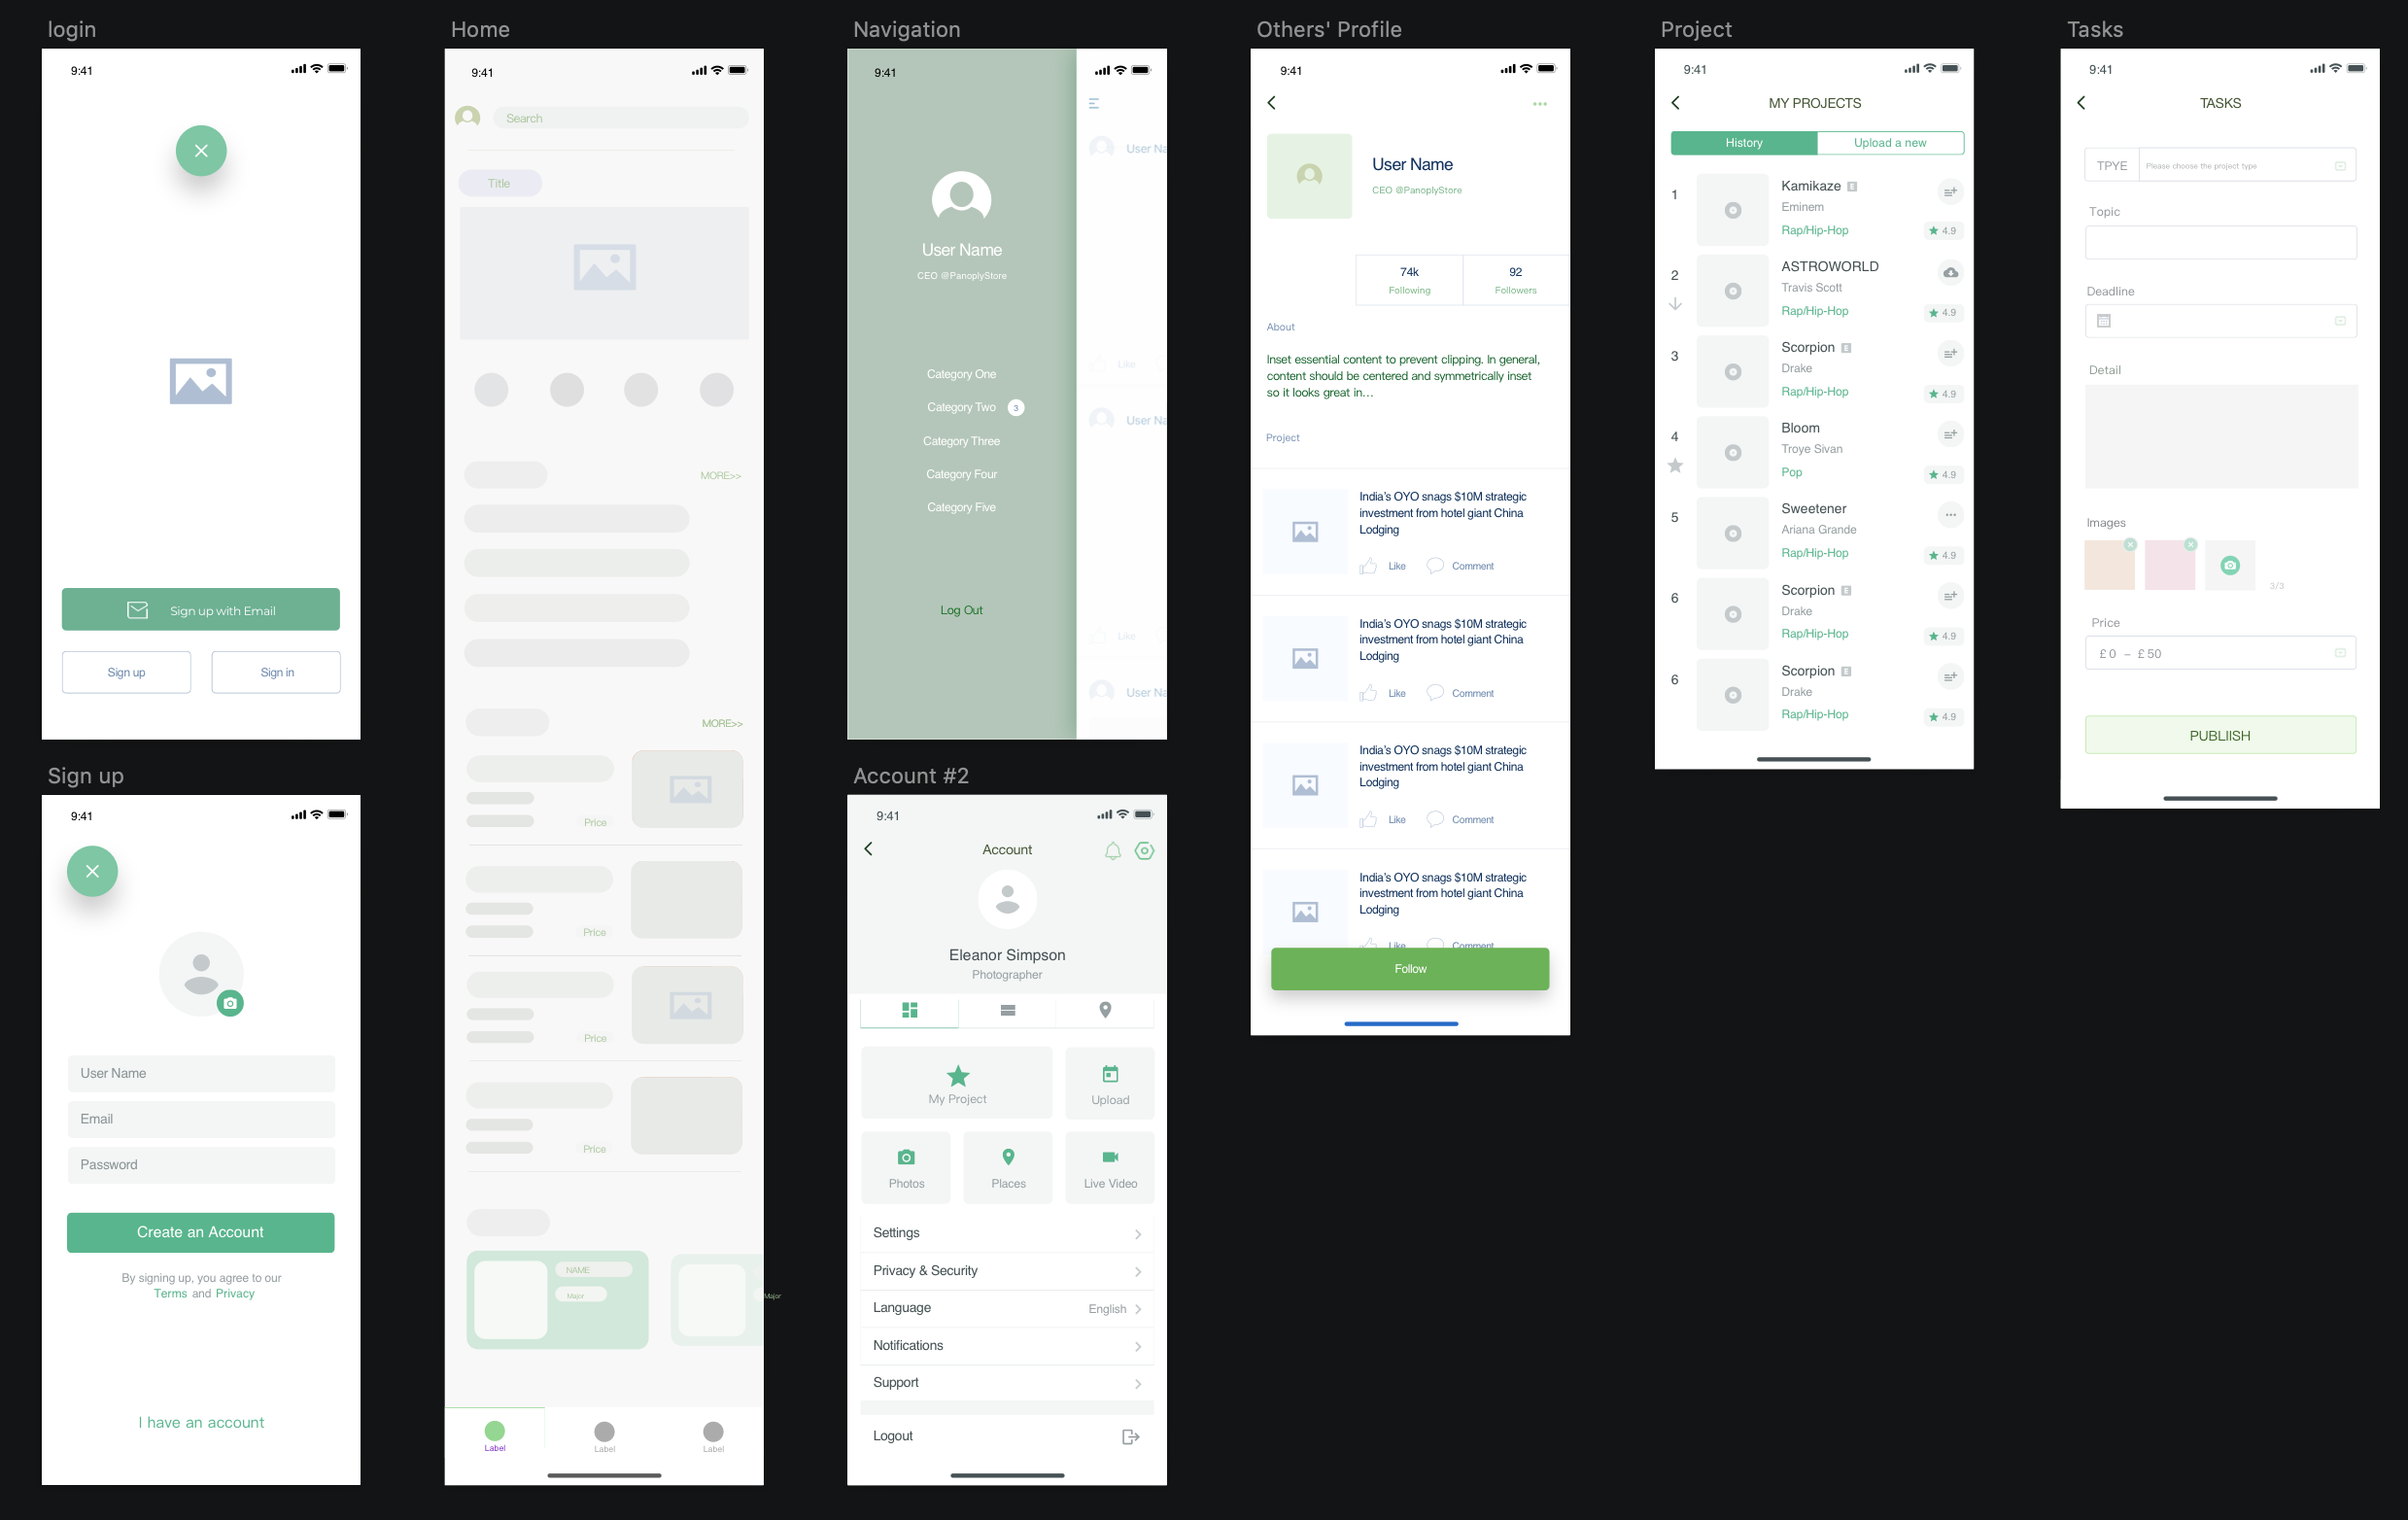 login
9:41
Sign up with Email
Sign up
Sign in
Sign up
9:41
User Name
Email
Password
Create an Account
By signing up, you agree to our
Terms and Privacy
I have an account
Home
9:41
Search
Title
MORE>>
MORE>>
Price
Price
Price
Price
NAME
Major
Major
Label
Label
Label
Navigation
9:41
User Name
CEO @PanoplyStore
Category One
Category Two
3
Category Three
Category Four
Category Five
Log Out
User Na
Like
User Na
Like
User Na
Account #2
9:41
Account
Eleanor Simpson
Photographer
My Project
Upload
Photos
Places
Live Video
Settings
Privacy & Security
Language
English
Notifications
Support
Logout
Others' Profile
9:41
User Name
CEO @PanoplyStore
74k
Following
92
Followers
About
Inset essential content to prevent clipping. In general,
content should be centered and symmetrically inset
so it looks great in...
Project
India's OYO snags $10M strategic
investment from hotel giant China
Lodging
Like
Comment
India's OYO snags $10M strategic
investment from hotel giant China
Lodging
Like
Comment
India's OYO snags $10M strategic
investment from hotel giant China
Lodging
Like
Comment
India's OYO snags $10M strategic
investment from hotel giant China
Lodging
Like
Comment
Follow
Project
9:41
MY PROJECTS
History
Upload a new
1
Kamikaze E
Eminem
Rap/Hip-Hop
4.9
2
ASTROWORLD
Travis Scott
Rap/Hip-Hop
4.9
3
Scorpion E
Drake
Rap/Hip-Hop
4.9
4
Bloom
Troye Sivan
Pop
4.9
5
Sweetener
Ariana Grande
Rap/Hip-Hop
4.9
6
Scorpion E
Drake
Rap/Hip-Hop
4.9
6
Scorpion E
Drake
Rap/Hip-Hop
4.9
Tasks
9:41
TASKS
TPYE
Please choose the project type
Topic
Deadline
Detail
Images
3/3
Price
£0 – £50
PUBLIISH